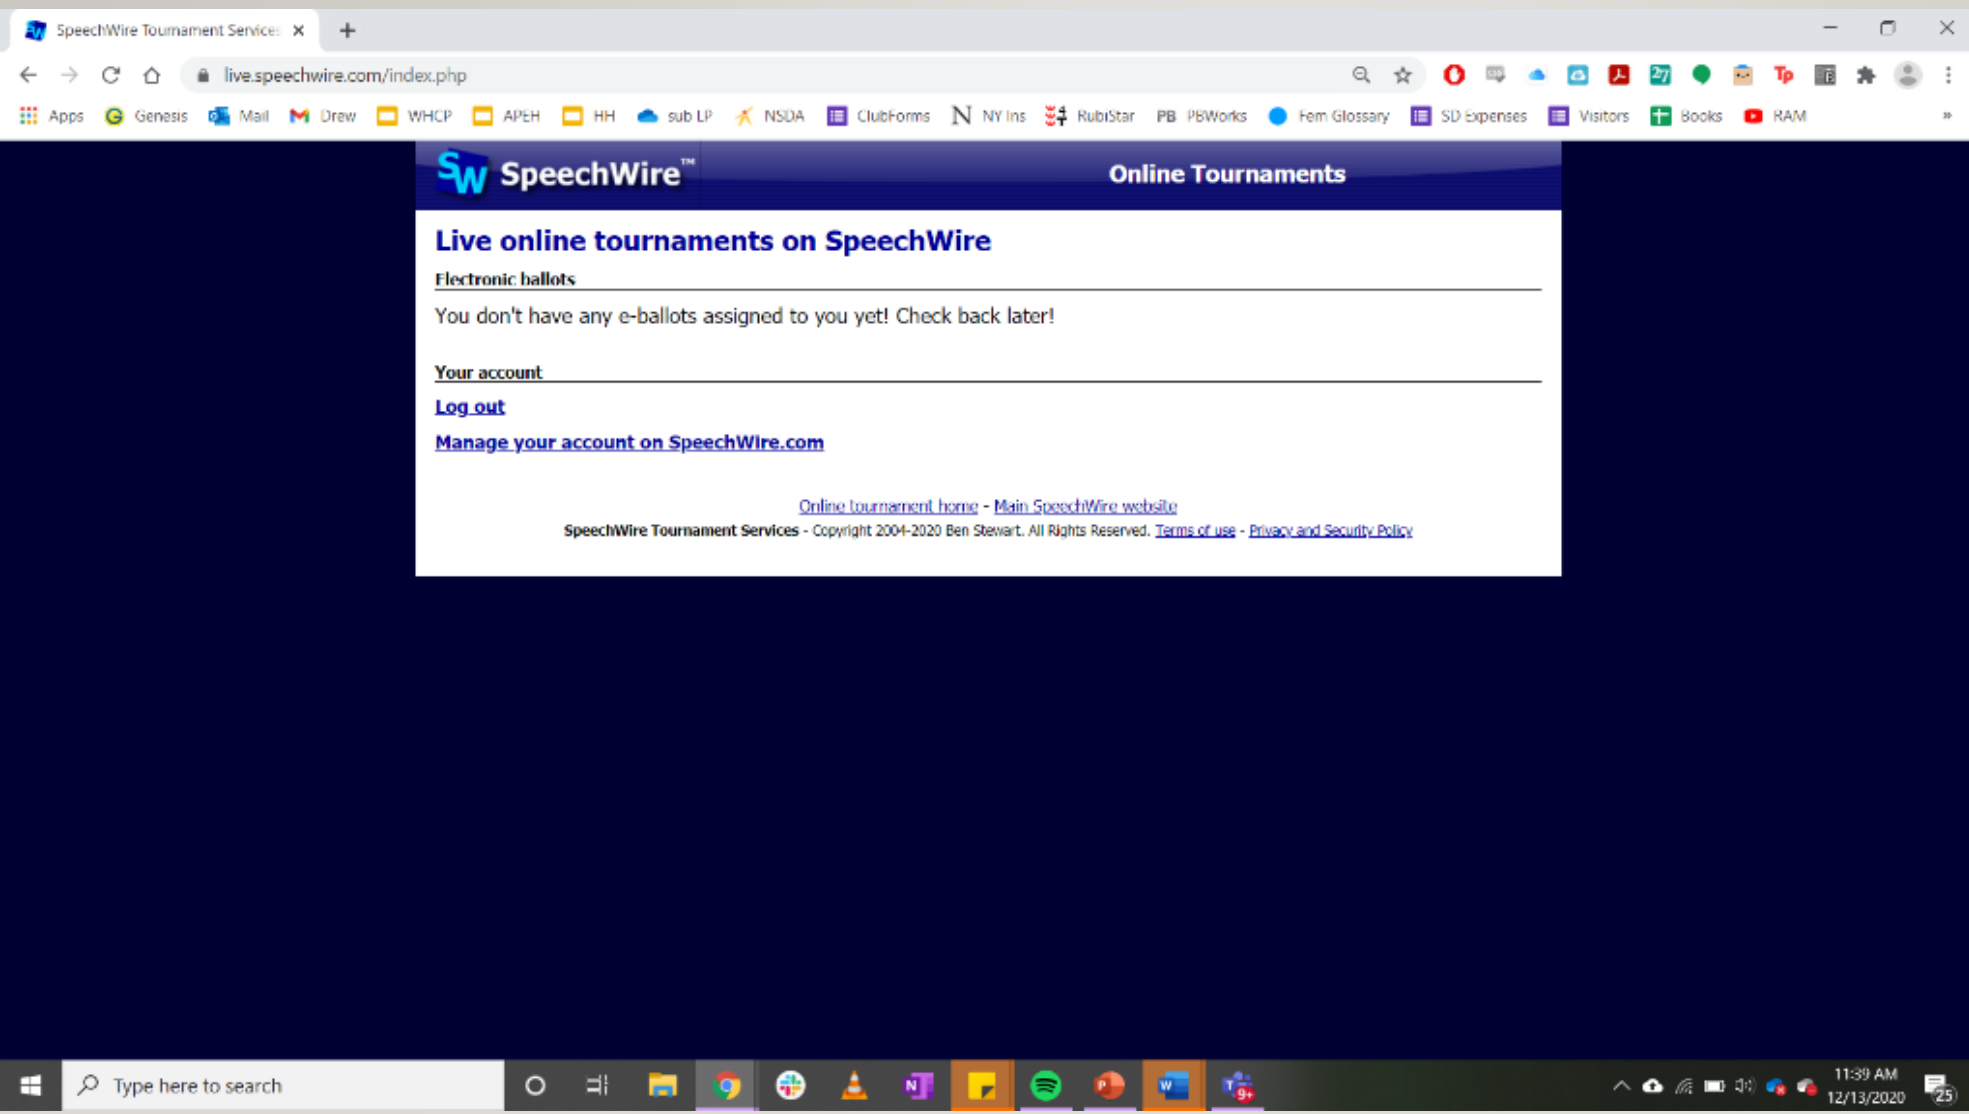 SpeechWire Tournament Services
live.speechwire.com/index.php
27 Tp
Apps Genesis Mail Drew WHCP APEH HH sub LP NSDA ClubForms NY Ins RubiStar PB PBWorks Fem Glossary SD Expenses Visitors Books RAM »
SW SpeechWire™ Online Tournaments
Live online tournaments on SpeechWire
Electronic ballots
You don't have any e-ballots assigned to you yet! Check back later!
Your account
Log out
Manage your account on SpeechWire.com
Online tournament home - Main SpeechWire website
SpeechWire Tournament Services - Copyright 2004-2020 Ben Stewart. All Rights Reserved. Terms of use - Privacy and Security Policy
Type here to search
9+
11:39 AM
12/13/2020
25